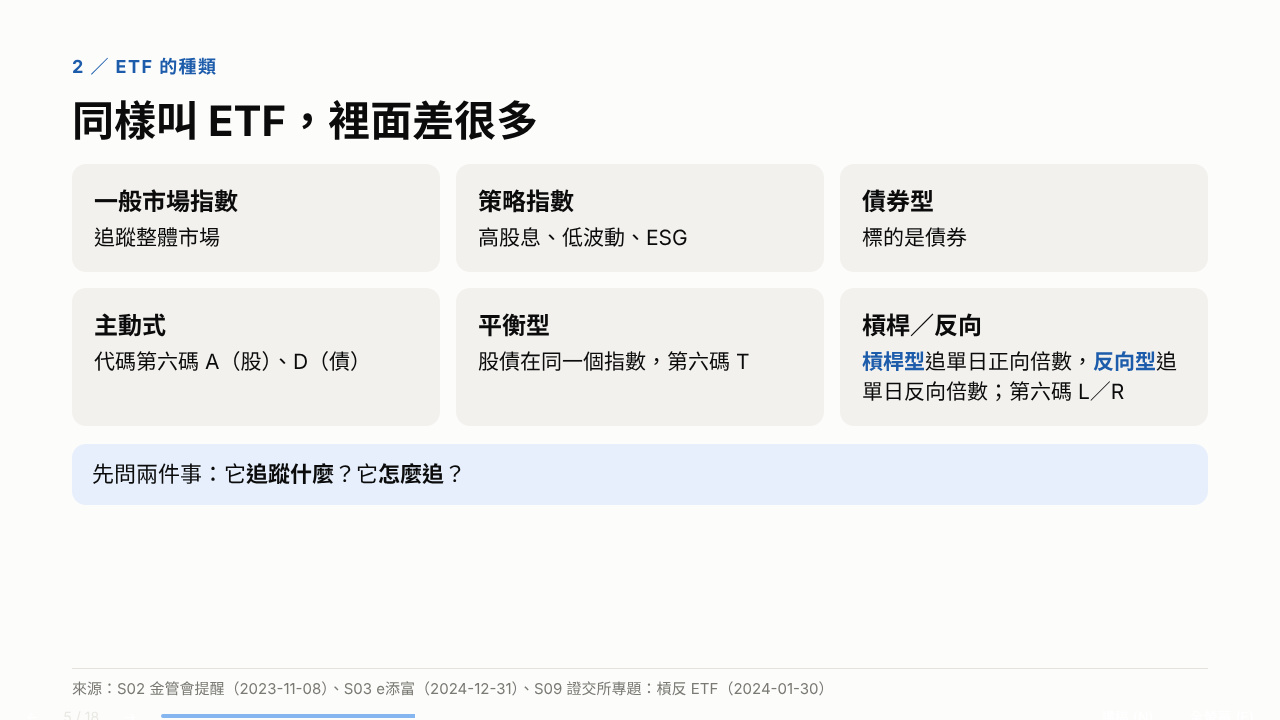 2 ／ ETF 的種類
同樣叫 ETF，裡面差很多
一般市場指數
追蹤整體市場
策略指數
高股息、低波動、ESG
債券型
標的是債券
主動式
代碼第六碼 A（股）、D（債）
平衡型
股債在同一個指數，第六碼 T
槓桿／反向
槓桿型追單日正向倍數，反向型追
單日反向倍數；第六碼 L／R
先問兩件事：它追蹤什麼？它怎麼追？
來源：S02 金管會提醒（2023-11-08）、S03 e添富（2024-12-31）、S09 證交所專題：槓反 ETF（2024-01-30）
5 / 18